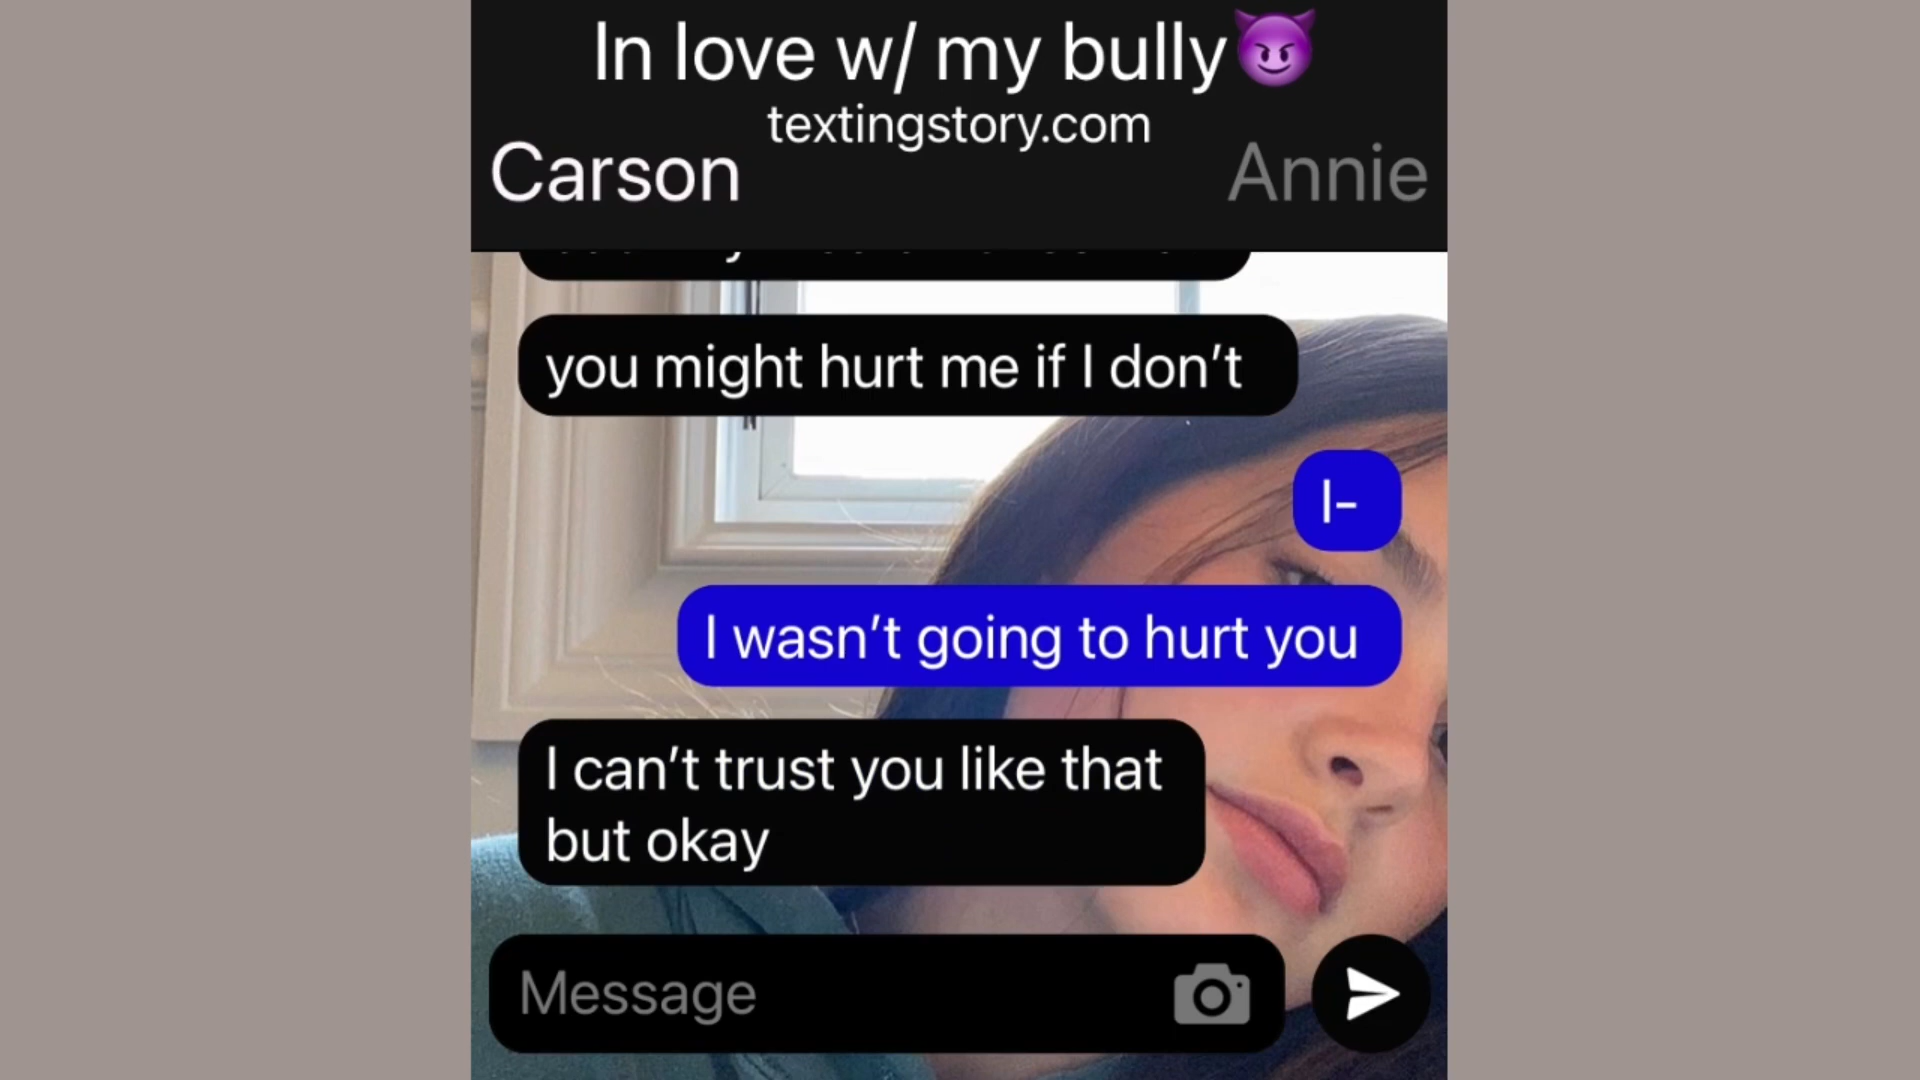 In love w/ my bully😈
textingstory.com
Carson
Annie
you might hurt me if I don’t
I-
I wasn’t going to hurt you
I can’t trust you like that
but okay
Message